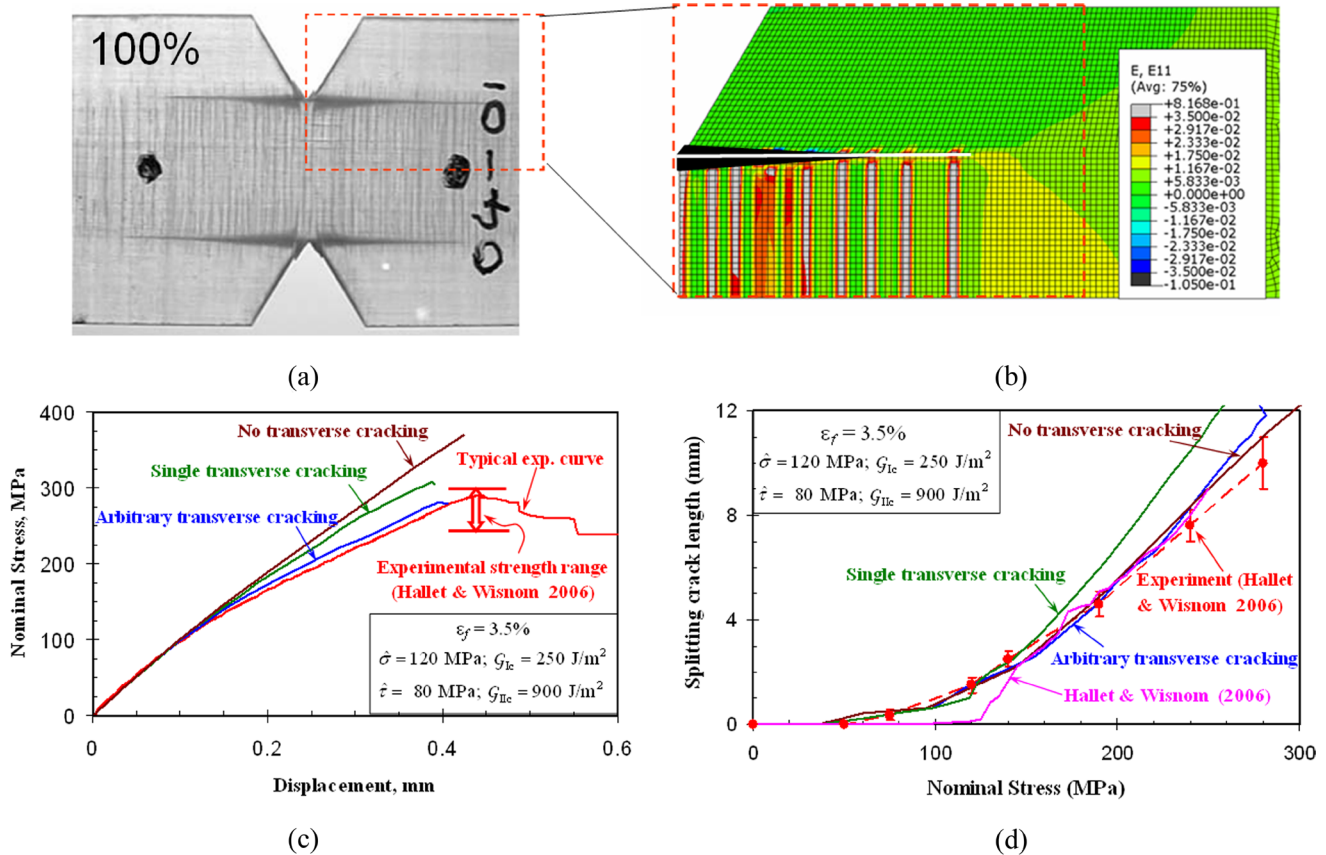 100%
04-40-01
(a)
E, E11
(Avg: 75%)
+8.168e-01
+3.500e-02
+2.917e-02
+2.333e-02
+1.750e-02
+1.167e-02
+5.833e-03
+0.000e+00
-5.833e-03
-1.167e-02
-1.750e-02
-2.333e-02
-2.917e-02
-3.500e-02
-1.050e-01
(b)
Nominal Stress, MPa
400
300
250
200
150
100
0
0
0.2
0.4
0.6
Displacement, mm
No transverse cracking
Single transverse cracking
Arbitrary transverse cracking
Typical exp. curve
Experimental strength range
(Hallet & Wisnom 2006)
εf = 3.5%
σ̂ = 120 MPa; GIc = 250 J/m²
τ̂ = 80 MPa; GIIc = 900 J/m²
(c)
Splitting crack length (mm)
12
8
4
0
0
100
200
300
Nominal Stress (MPa)
εf = 3.5%
σ̂ = 120 MPa; GIc = 250 J/m²
τ̂ = 80 MPa; GIIc = 900 J/m²
No transverse cracking
Single transverse cracking
Experiment (Hallet
& Wisnom 2006)
Arbitrary transverse cracking
Hallet & Wisnom (2006)
(d)